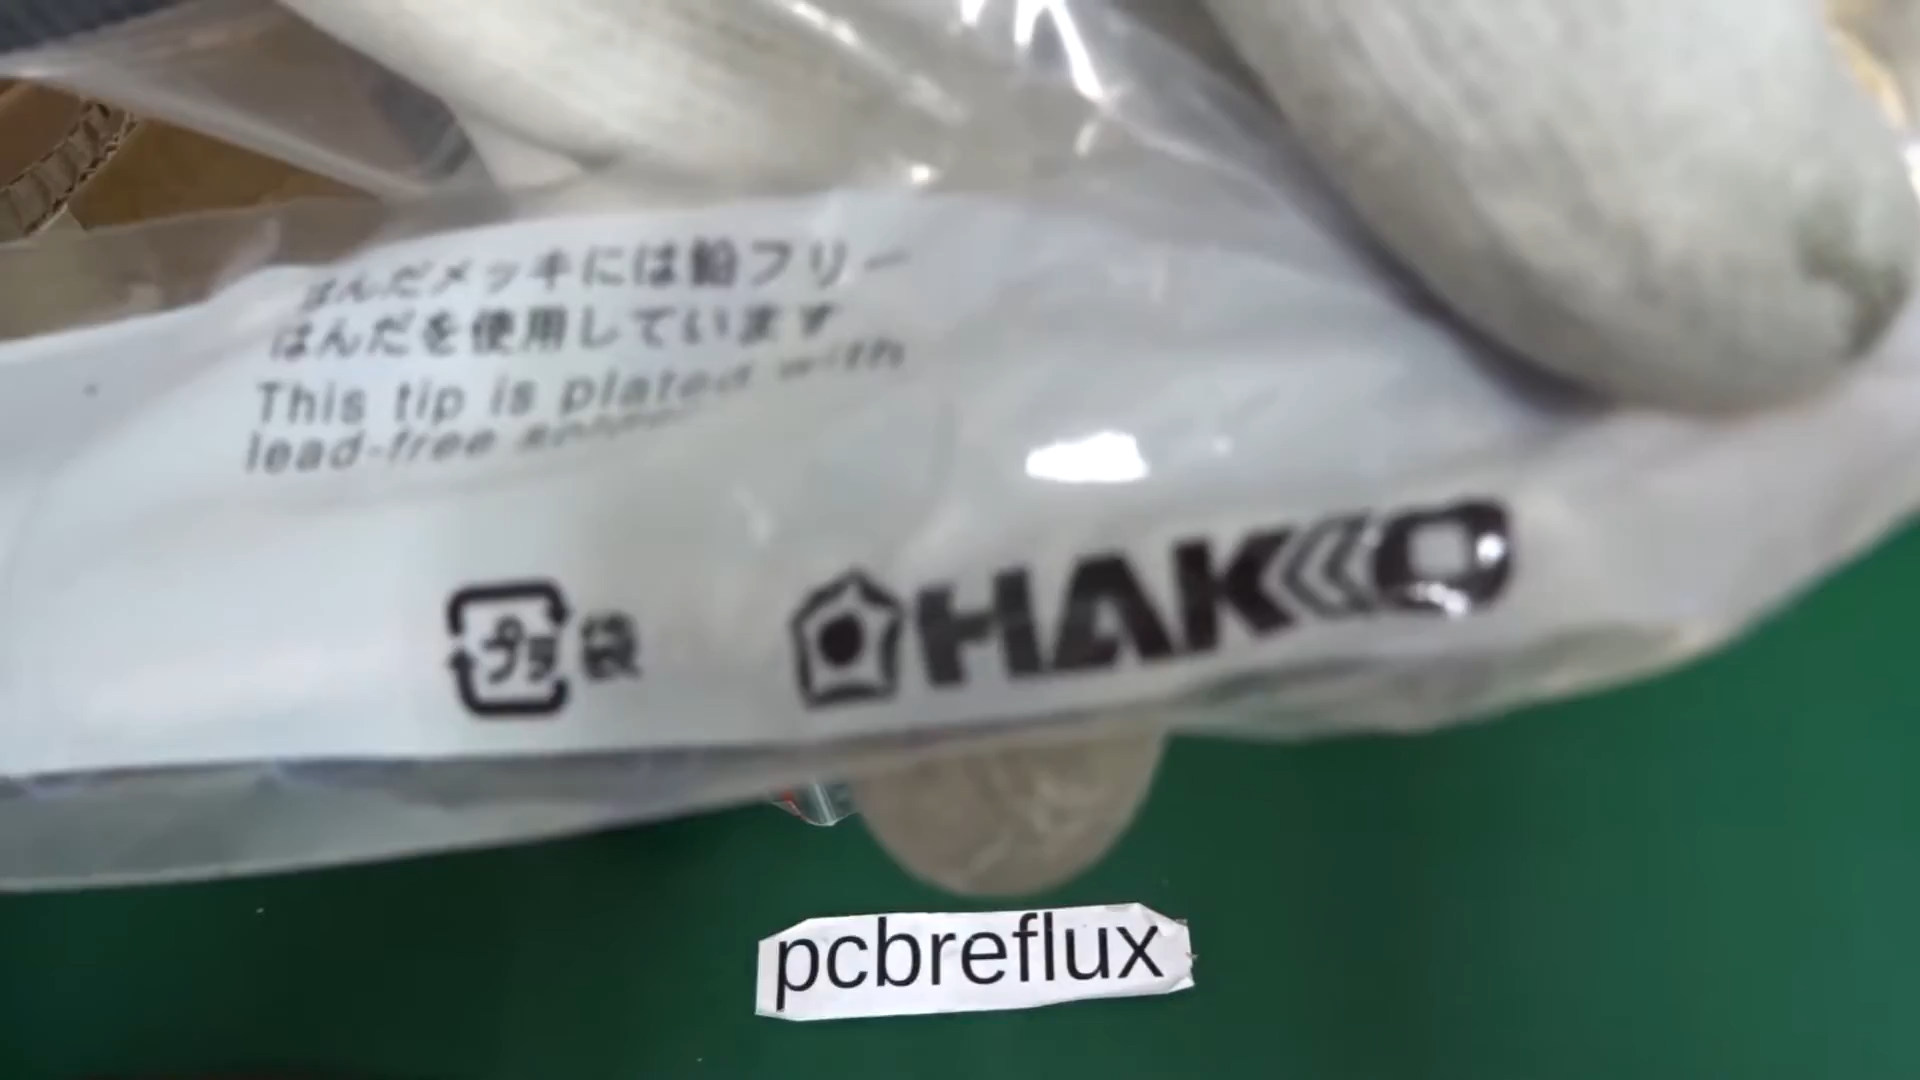 はんだメッキには鉛フリー
はんだを使用しています
This tip is plated with
lead-free
プラ 袋
HAKKO
pcbreflux